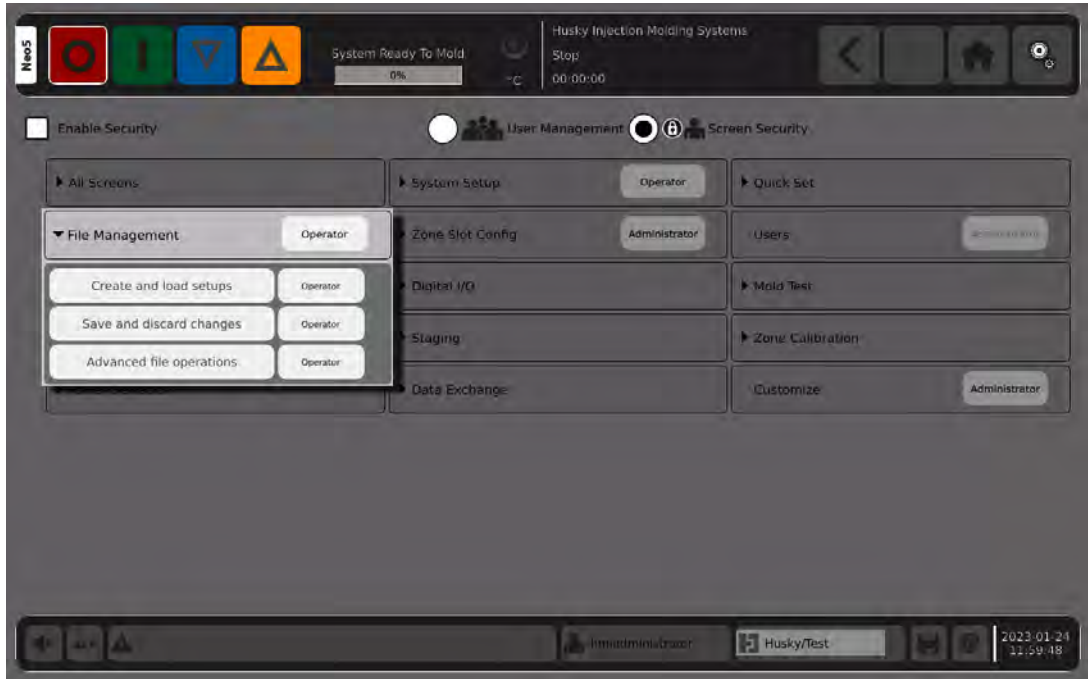 Neo5
System Ready To Mold
0%
°C
Husky Injection Molding Systems
Stop
00:00:00
Enable Security
User Management
Screen Security
All Screens
System Setup
Operator
Quick Set
File Management
Operator
Zone Slot Config
Administrator
Users
Create and load setups
Operator
Digital I/O
Mold Test
Save and discard changes
Operator
Staging
Zone Calibration
Advanced file operations
Operator
Data Exchange
Customize
Administrator
hmiadministrator
Husky/Test
2023-01-24
11:59:48